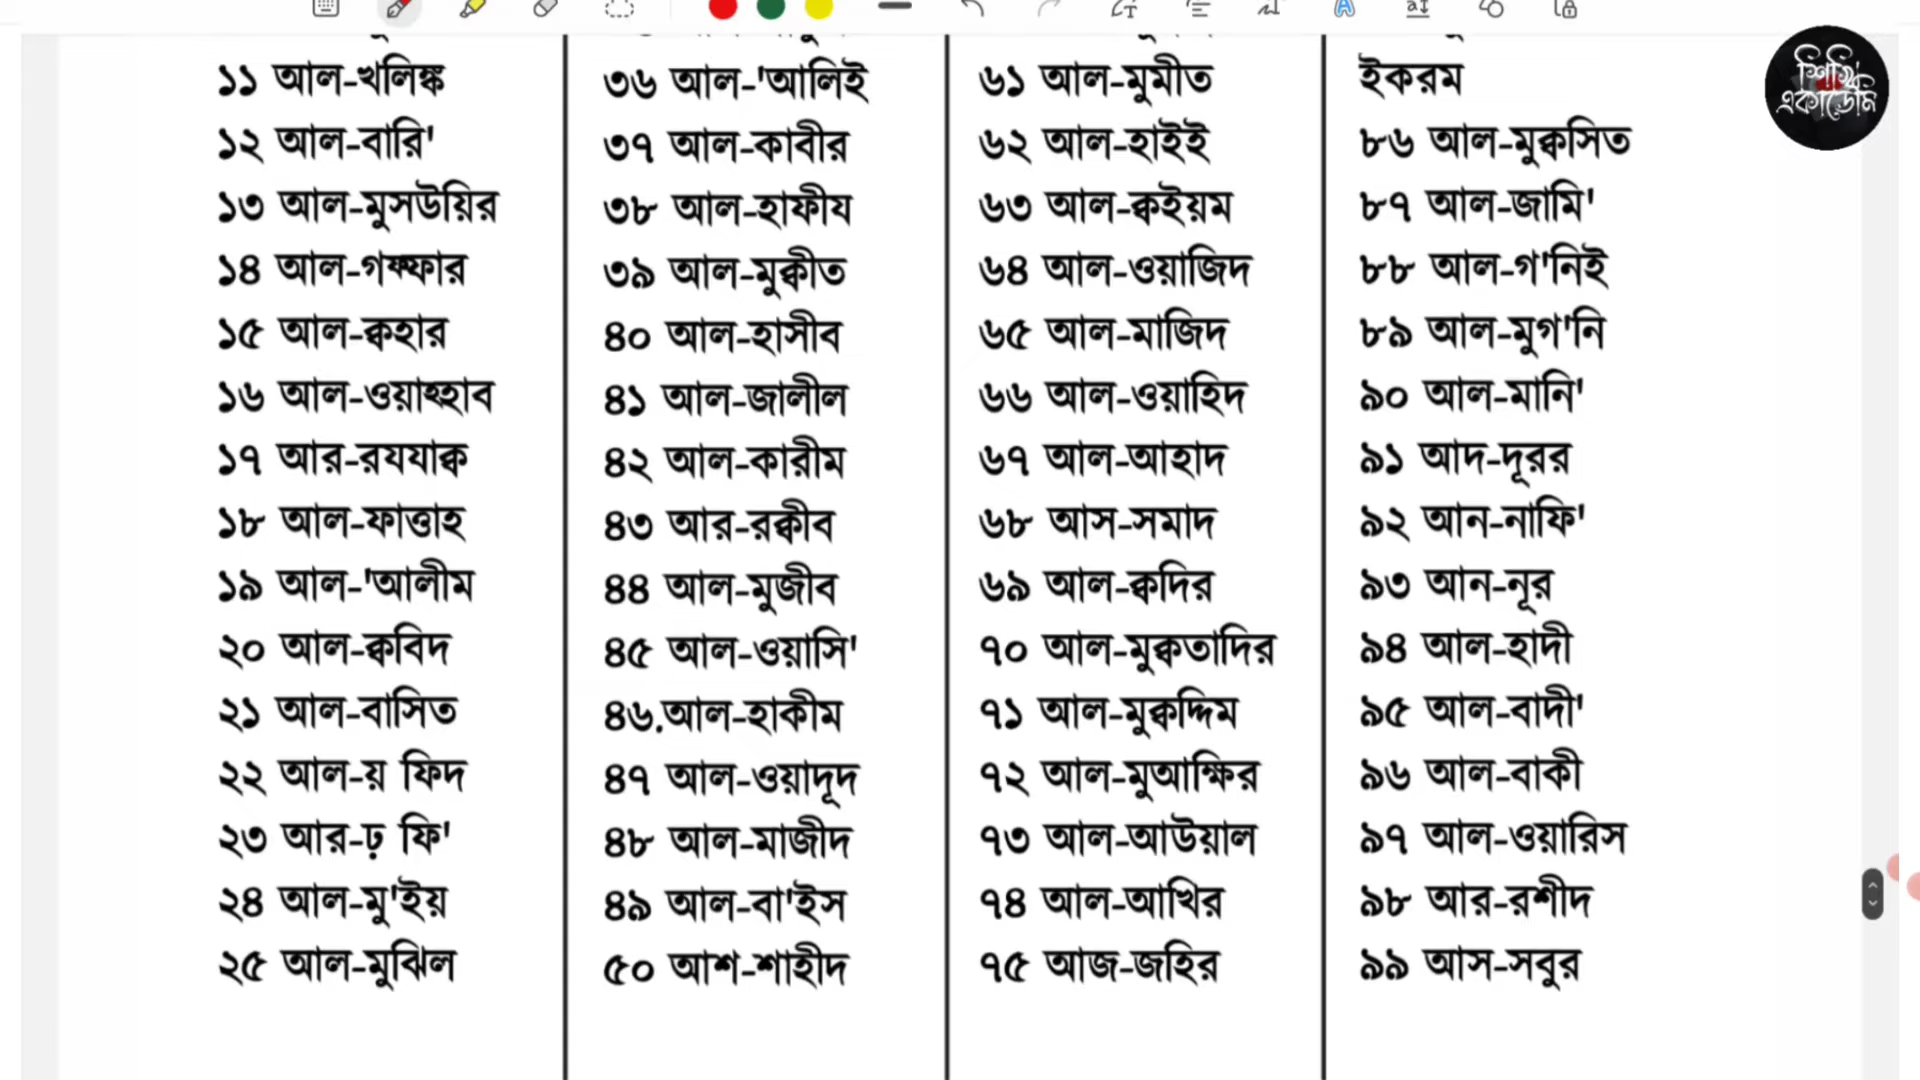 ১১ আল-খলিঙ্ক
১২ আল-বারি'
১৩ আল-মুসউয়ির
১৪ আল-গফ্ফার
১৫ আল-ক্বহার
১৬ আল-ওয়াহ্হাব
১৭ আর-রযযাক্ব
১৮ আল-ফাত্তাহ
১৯ আল-'আলীম
২০ আল-ক্ববিদ
২১ আল-বাসিত
২২ আল-য় ফিদ
২৩ আর-ঢ় ফি'
২৪ আল-মু'ইয়
২৫ আল-মুঝিল
৩৬ আল-'আলিই
৩৭ আল-কাবীর
৩৮ আল-হাফীয
৩৯ আল-মুক্বীত
৪০ আল-হাসীব
৪১ আল-জালীল
৪২ আল-কারীম
৪৩ আর-রক্বীব
৪৪ আল-মুজীব
৪৫ আল-ওয়াসি'
৪৬.আল-হাকীম
৪৭ আল-ওয়াদূদ
৪৮ আল-মাজীদ
৪৯ আল-বা'ইস
৫০ আশ-শাহীদ
৬১ আল-মুমীত
৬২ আল-হাইই
৬৩ আল-ক্বইয়ম
৬৪ আল-ওয়াজিদ
৬৫ আল-মাজিদ
৬৬ আল-ওয়াহিদ
৬৭ আল-আহাদ
৬৮ আস-সমাদ
৬৯ আল-ক্বদির
৭০ আল-মুক্বতাদির
৭১ আল-মুক্বদ্দিম
৭২ আল-মুআক্ষির
৭৩ আল-আউয়াল
৭৪ আল-আখির
৭৫ আজ-জহির
ইকরম
৮৬ আল-মুক্বসিত
৮৭ আল-জামি'
৮৮ আল-গ'নিই
৮৯ আল-মুগ'নি
৯০ আল-মানি'
৯১ আদ-দূরর
৯২ আন-নাফি'
৯৩ আন-নূর
৯৪ আল-হাদী
৯৫ আল-বাদী'
৯৬ আল-বাকী
৯৭ আল-ওয়ারিস
৯৮ আর-রশীদ
৯৯ আস-সবুর
একাডেমি